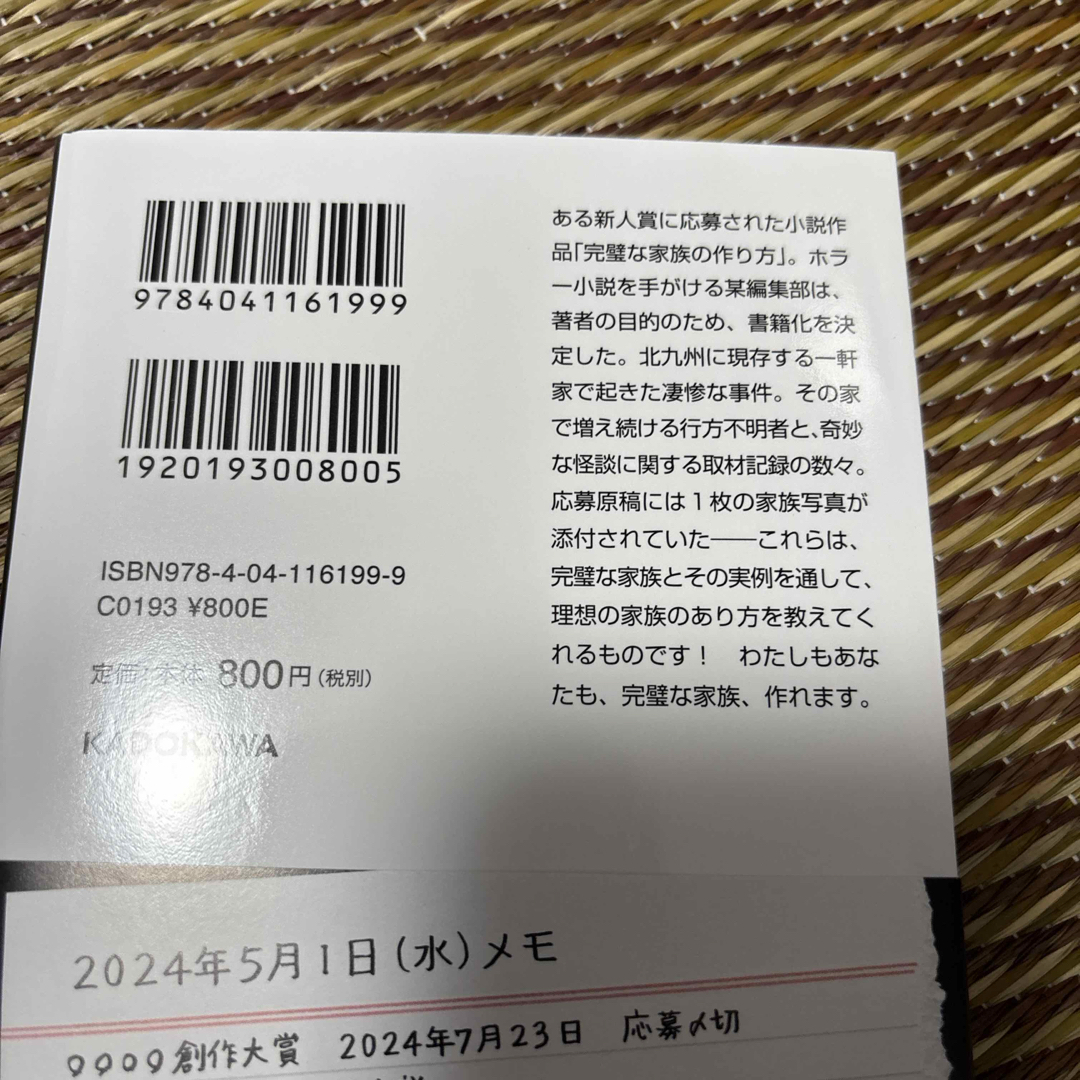 9784041161999
1920193008005
ISBN978-4-04-116199-9
C0193 ¥800E
定価：本体 800円（税別）
KADOKAWA
ある新人賞に応募された小説作
品「完璧な家族の作り方」。ホラ
ー小説を手がける某編集部は、
著者の目的のため、書籍化を決
定した。北九州に現存する一軒
家で起きた凄惨な事件。その家
で増え続ける行方不明者と、奇妙
な怪談に関する取材記録の数々。
応募原稿には1枚の家族写真が
添付されていた――これらは、
完璧な家族とその実例を通して、
理想の家族のあり方を教えてく
れるものです！　わたしもあな
たも、完璧な家族、作れます。
2024年5月1日（水）メモ
9909創作大賞　2024年7月23日　応募〆切